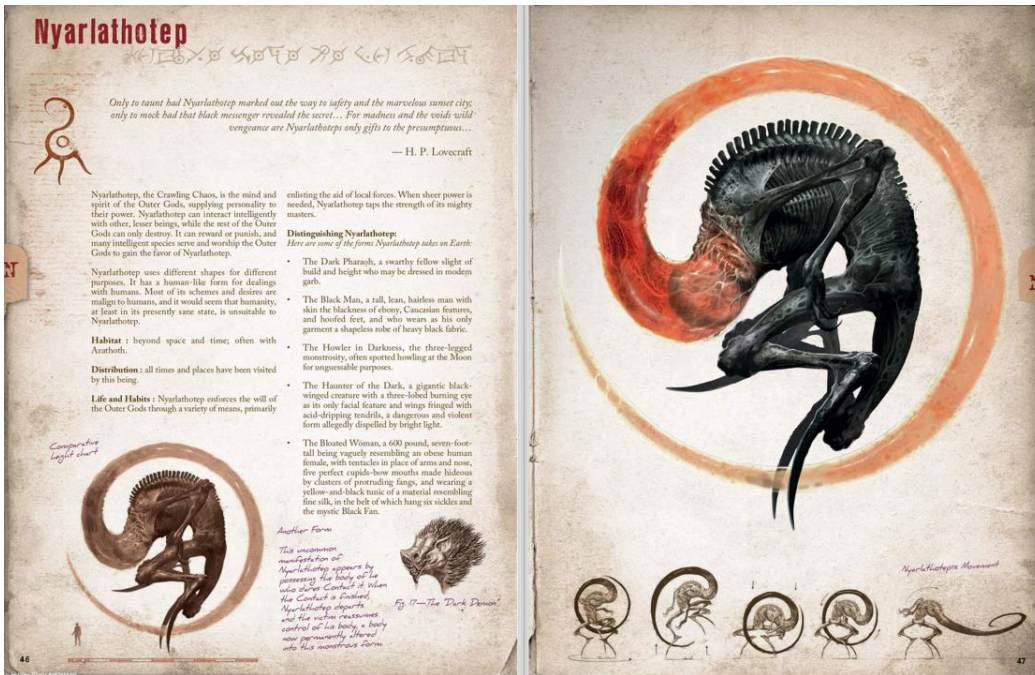 Nyarlathotep
Only to taunt had Nyarlathotep marked out the way to safety and the marvelous sunset city;
only to mock had that black messenger revealed the secret… For madness and the voids wild
vengeance are Nyarlathoteps only gifts to the presumptuous…
— H. P. Lovecraft
Nyarlathotep, the Crawling Chaos, is the mind and
spirit of the Outer Gods, supplying personality to
their power. Nyarlathotep can interact intelligently
with other, lesser beings, while the rest of the Outer
Gods can only destroy. It can reward or punish, and
many intelligent species serve and worship the Outer
Gods to gain the favor of Nyarlathotep.
Nyarlathotep uses different shapes for different
purposes. It has a human-like form for dealings
with humans. Most of its schemes and desires are
malign to humans, and it would seem that humanity,
at least in its presently sane state, is unsuitable to
Nyarlathotep.
Habitat : beyond space and time; often with
Azathoth.
Distribution : all times and places have been visited
by this being.
Life and Habits : Nyarlathotep enforces the will of
the Outer Gods through a variety of means, primarily
enlisting the aid of local forces. When sheer power is
needed, Nyarlathotep taps the strength of its mighty
masters.
Distinguishing Nyarlathotep:
Here are some of the forms Nyarlathotep takes on Earth:
• The Dark Pharaoh, a swarthy fellow slight of
build and height who may be dressed in modern
garb.
• The Black Man, a tall, lean, hairless man with
skin the blackness of ebony, Caucasian features,
and hoofed feet, and who wears as his only
garment a shapeless robe of heavy black fabric.
• The Howler in Darkness, the three-legged
monstrosity, often spotted howling at the Moon
for unguessable purposes.
• The Haunter of the Dark, a gigantic black-
winged creature with a three-lobed burning eye
as its only facial feature and wings fringed with
acid-dripping tendrils, a dangerous and violent
form allegedly dispelled by bright light.
• The Bloated Woman, a 600 pound, seven-foot-
tall being vaguely resembling an obese human
female, with tentacles in place of arms and nose,
five perfect cupids-bow mouths made hideous
by clusters of protruding fangs, and wearing a
yellow-and-black tunic of a material resembling
fine silk, in the belt of which hang six sickles and
the mystic Black Fan.
N
Comparative
height chart
Another Form
This uncommon
manifestation of
Nyarlathotep appears by
possessing the body of he
who dares Contact it. When
the Contact is finished,
Nyarlathotep departs
and the victim reassumes
control of his body, a body
now permanently altered
into this monstrous form
Fig. 17—The "Dark Demon"
46
Nyarlathoteps Movement
47